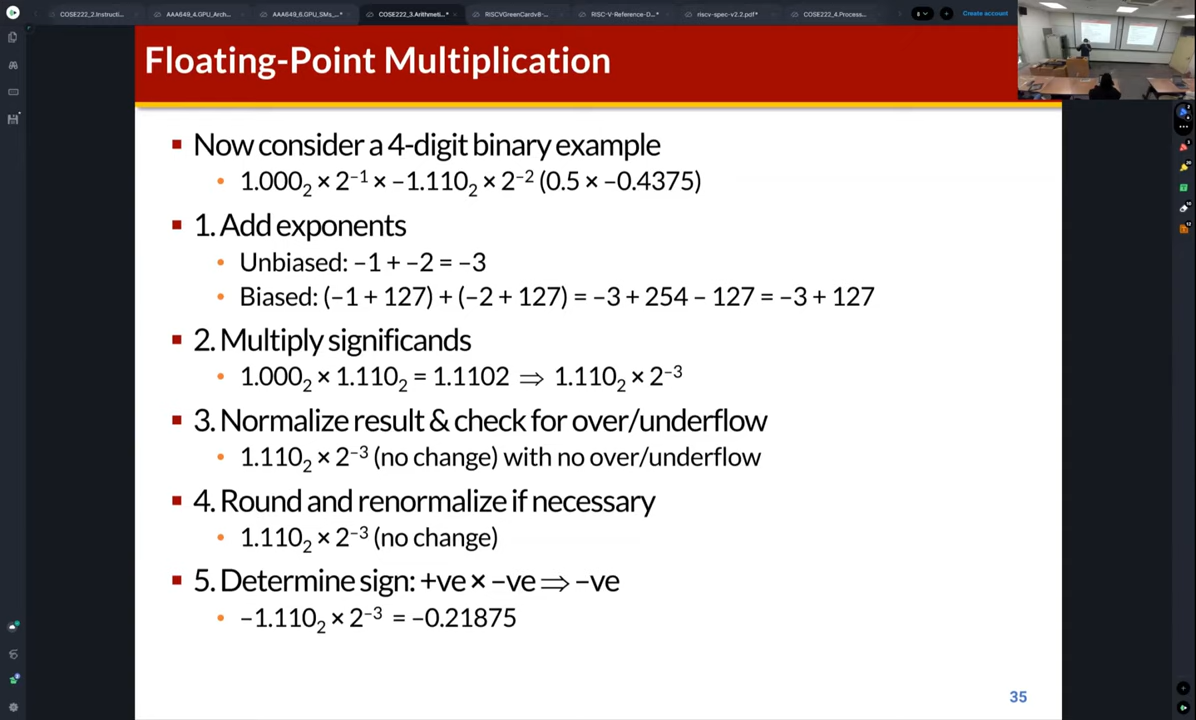 COSE222_2.Instructi...
AAA649_4.GPU_Arch...
AAA649_6.GPU_SMs_...*
COSE222_3.Arithmeti...*
RISCVGreenCardv8-...
RISC-V-Reference-D...*
riscv-spec-v2.2.pdf*
COSE222_4.Process...
8
Create account
Floating-Point Multiplication
Now consider a 4-digit binary example
1.000₂ × 2⁻¹ × −1.110₂ × 2⁻² (0.5 × −0.4375)
1. Add exponents
Unbiased: −1 + −2 = −3
Biased: (−1 + 127) + (−2 + 127) = −3 + 254 − 127 = −3 + 127
2. Multiply significands
1.000₂ × 1.110₂ = 1.1102 ⇒ 1.110₂ × 2⁻³
3. Normalize result & check for over/underflow
1.110₂ × 2⁻³ (no change) with no over/underflow
4. Round and renormalize if necessary
1.110₂ × 2⁻³ (no change)
5. Determine sign: +ve × −ve ⇒ −ve
−1.110₂ × 2⁻³ = −0.21875
35